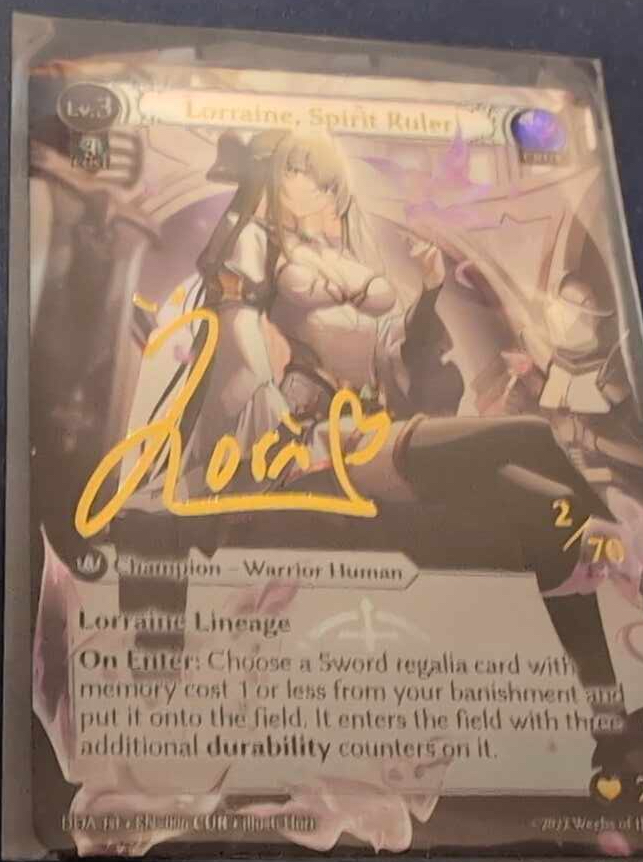 Lv.3
Lorraine, Spirit Ruler
2/70
Champion – Warrior Human
Lorraine Lineage
On Enter: Choose a Sword regalia card with
memory cost 1 or less from your banishment and
put it onto the field. It enters the field with three
additional durability counters on it.